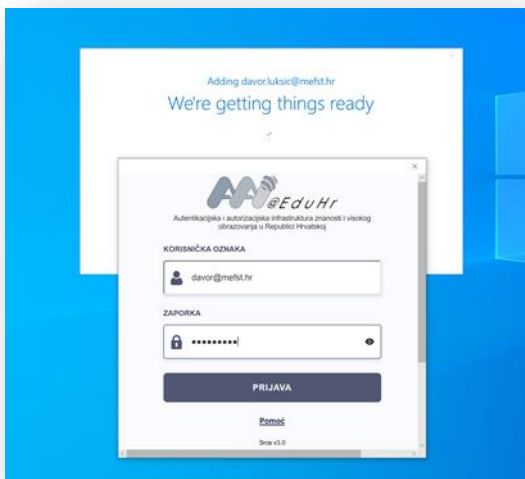 Adding davor.luksic@mefst.hr
We're getting things ready
AAI@EduHr
Autentikacijska i autorizacijska infrastruktura znanosti i visokog
obrazovanja u Republici Hrvatskoj
KORISNIČKA OZNAKA
davor@mefst.hr
ZAPORKA
•••••••••
PRIJAVA
Pomoć
Srce v3.0